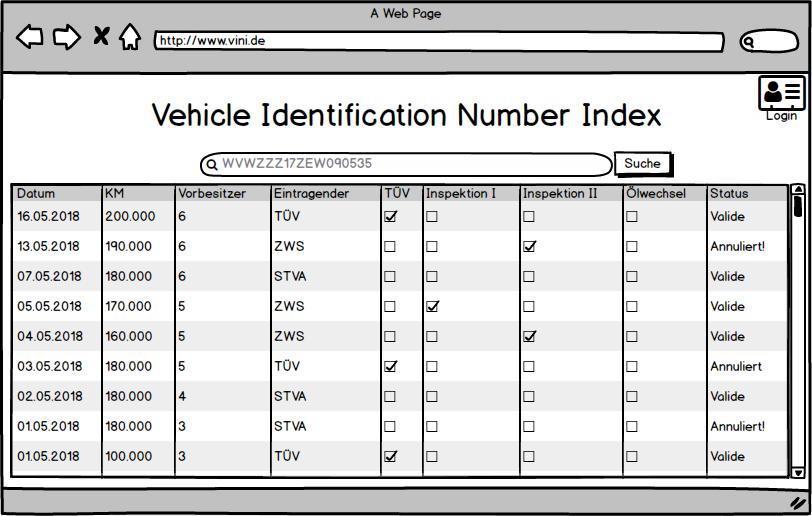 A Web Page
http://www.vini.de
Login
Vehicle Identification Number Index
WVWZZZ17ZEW090535 Suche
Datum KM Vorbesitzer Eintragender TÜV Inspektion I Inspektion II Ölwechsel Status
16.05.2018 200.000 6 TÜV Valide
13.05.2018 190.000 6 ZWS Annuliert!
07.05.2018 180.000 6 STVA Valide
05.05.2018 170.000 5 ZWS Valide
04.05.2018 160.000 5 ZWS Valide
03.05.2018 180.000 5 TÜV Annuliert
02.05.2018 180.000 4 STVA Valide
01.05.2018 180.000 3 STVA Annuliert!
01.05.2018 100.000 3 TÜV Valide